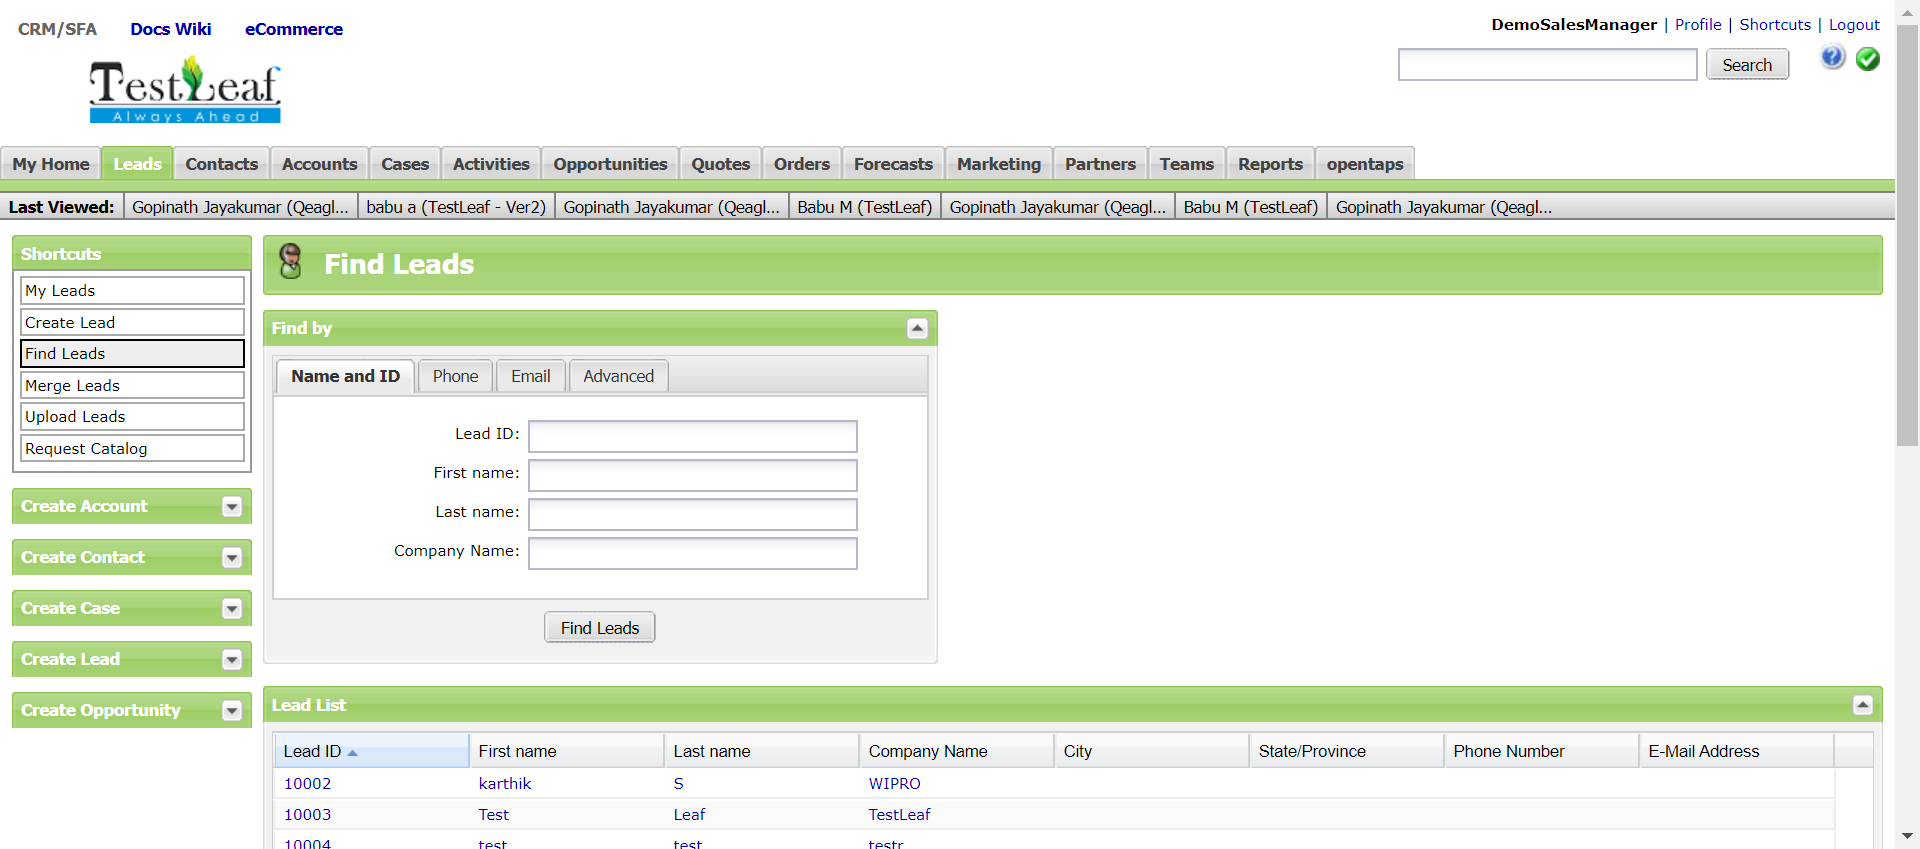 CRM/SFA Docs Wiki eCommerce
DemoSalesManager | Profile | Shortcuts | Logout
Search
TestLeaf
Always Ahead
My Home Leads Contacts Accounts Cases Activities Opportunities Quotes Orders Forecasts Marketing Partners Teams Reports opentaps
Last Viewed: Gopinath Jayakumar (Qeagl... babu a (TestLeaf - Ver2) Gopinath Jayakumar (Qeagl... Babu M (TestLeaf) Gopinath Jayakumar (Qeagl... Babu M (TestLeaf) Gopinath Jayakumar (Qeagl...
Shortcuts
My Leads
Create Lead
Find Leads
Merge Leads
Upload Leads
Request Catalog
Create Account
Create Contact
Create Case
Create Lead
Create Opportunity
Find Leads
Find by
Name and ID Phone Email Advanced
Lead ID:
First name:
Last name:
Company Name:
Find Leads
Lead List
Lead ID First name Last name Company Name City State/Province Phone Number E-Mail Address
10002 karthik S WIPRO
10003 Test Leaf TestLeaf
10004 test test testr